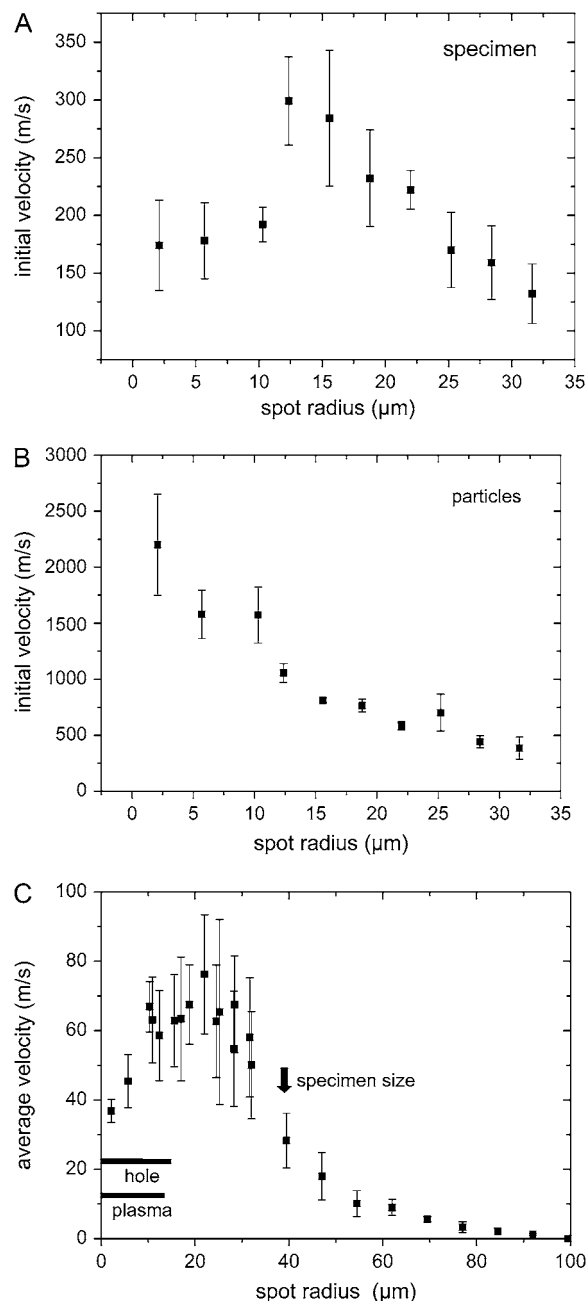 A
specimen
350
300
250
200
150
100
initial velocity (m/s)
0 5 10 15 20 25 30 35
spot radius (µm)
B
particles
3000
2500
2000
1500
1000
500
0
initial velocity (m/s)
0 5 10 15 20 25 30 35
spot radius (µm)
C
100
80
60
40
20
0
average velocity (m/s)
specimen size
hole
plasma
0 20 40 60 80 100
spot radius (µm)